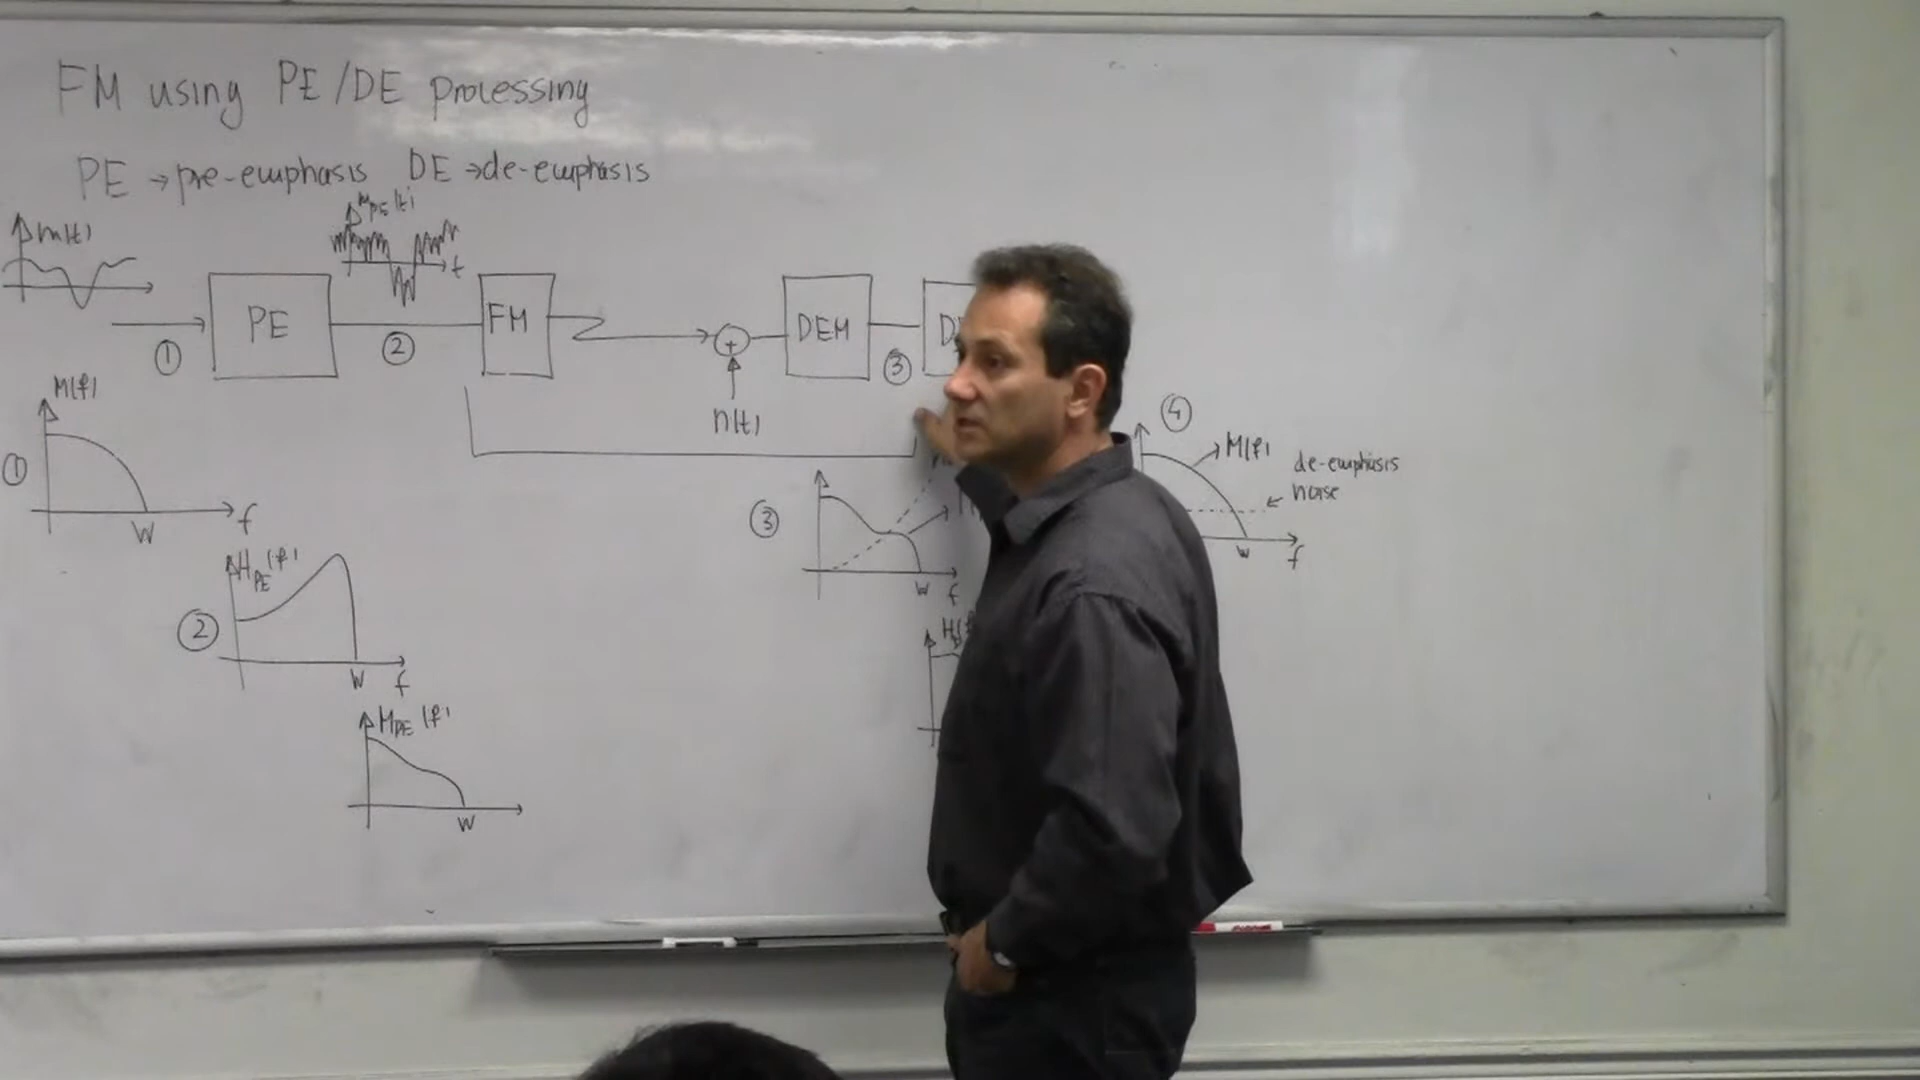 FM using PE/DE processing
PE → pre-emphasis DE → de-emphasis
m(t)
m_PE(t)
t
PE
FM
+
DEM
①
②
③
n(t)
④
M(f)
①
W
f
③
W
f
M(f)
de-emphasis
noise
W
f
H_PE(f)
②
W
f
M_DE(f)
W